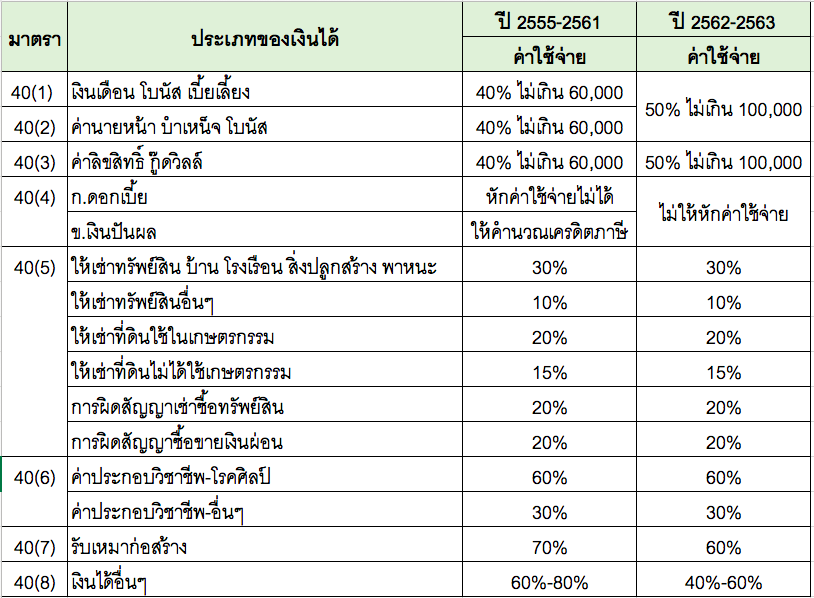 มาตรา ประเภทของเงินได้ ปี 2555-2561 ปี 2562-2563
ค่าใช้จ่าย ค่าใช้จ่าย
40(1) เงินเดือน โบนัส เบี้ยเลี้ยง 40% ไม่เกิน 60,000 50% ไม่เกิน 100,000
40(2) ค่านายหน้า บำเหน็จ โบนัส 40% ไม่เกิน 60,000
40(3) ค่าลิขสิทธิ์ กู๊ดวิลล์ 40% ไม่เกิน 60,000 50% ไม่เกิน 100,000
40(4) ก.ดอกเบี้ย หักค่าใช้จ่ายไม่ได้ ไม่ให้หักค่าใช้จ่าย
ข.เงินปันผล ให้คำนวณเครดิตภาษี
40(5) ให้เช่าทรัพย์สิน บ้าน โรงเรือน สิ่งปลูกสร้าง พาหนะ 30% 30%
ให้เช่าทรัพย์สินอื่นๆ 10% 10%
ให้เช่าที่ดินใช้ในเกษตรกรรม 20% 20%
ให้เช่าที่ดินไม่ได้ใช้เกษตรกรรม 15% 15%
การผิดสัญญาเช่าซื้อทรัพย์สิน 20% 20%
การผิดสัญญาซื้อขายเงินผ่อน 20% 20%
40(6) ค่าประกอบวิชาชีพ-โรคศิลป์ 60% 60%
ค่าประกอบวิชาชีพ-อื่นๆ 30% 30%
40(7) รับเหมาก่อสร้าง 70% 60%
40(8) เงินได้อื่นๆ 60%-80% 40%-60%